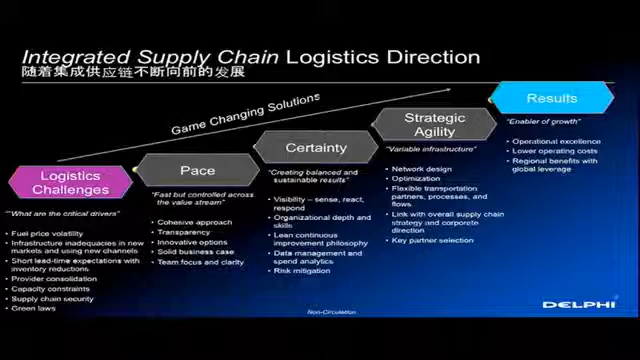 Integrated Supply Chain Logistics Direction
随着集成供应链不断向前的发展
Game Changing Solutions
Logistics
Challenges
"What are the critical drivers"
• Fuel price volatility
• Infrastructure inadequacies in new
markets and using new channels
• Short lead-time expectations with
inventory reductions
• Provider consolidation
• Capacity constraints
• Supply chain security
• Green laws
Pace
"Fast but controlled across
the value stream"
• Cohesive approach
• Transparency
• Innovative options
• Solid business case
• Team focus and clarity
Certainty
"Creating balanced and
sustainable results"
• Visibility – sense, react,
respond
• Organizational depth and
skills
• Lean continuous
improvement philosophy
• Data management and
spend analytics
• Risk mitigation
Strategic
Agility
"Variable infrastructure"
• Network design
• Optimization
• Flexible transportation
partners, processes, and
flows
• Link with overall supply chain
strategy and corporate
direction
• Key partner selection
Results
"Enabler of growth"
• Operational excellence
• Lower operating costs
• Regional benefits with
global leverage
Non-Circulation
DELPHI